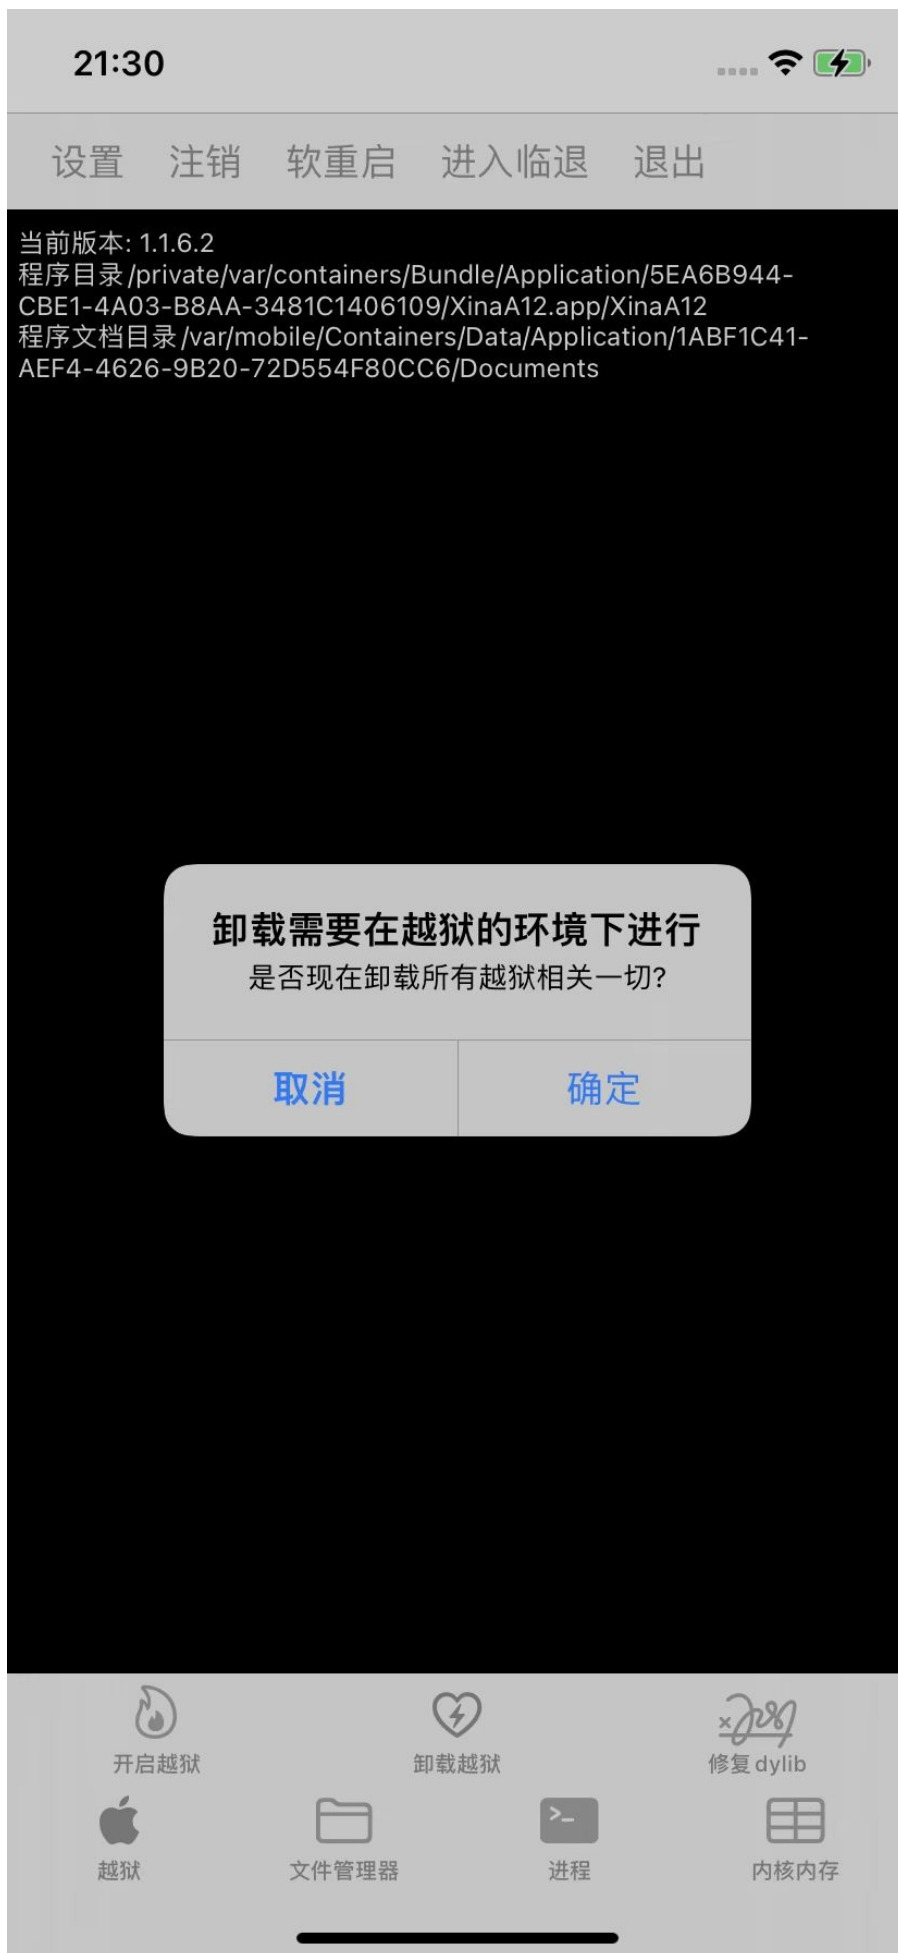 21:30
设置 注销 软重启 进入临退 退出
当前版本: 1.1.6.2
程序目录/private/var/containers/Bundle/Application/5EA6B944-
CBE1-4A03-B8AA-3481C1406109/XinaA12.app/XinaA12
程序文档目录/var/mobile/Containers/Data/Application/1ABF1C41-
AEF4-4626-9B20-72D554F80CC6/Documents
卸载需要在越狱的环境下进行
是否现在卸载所有越狱相关一切?
取消 确定
开启越狱 卸载越狱 修复dylib
越狱 文件管理器 进程 内核内存